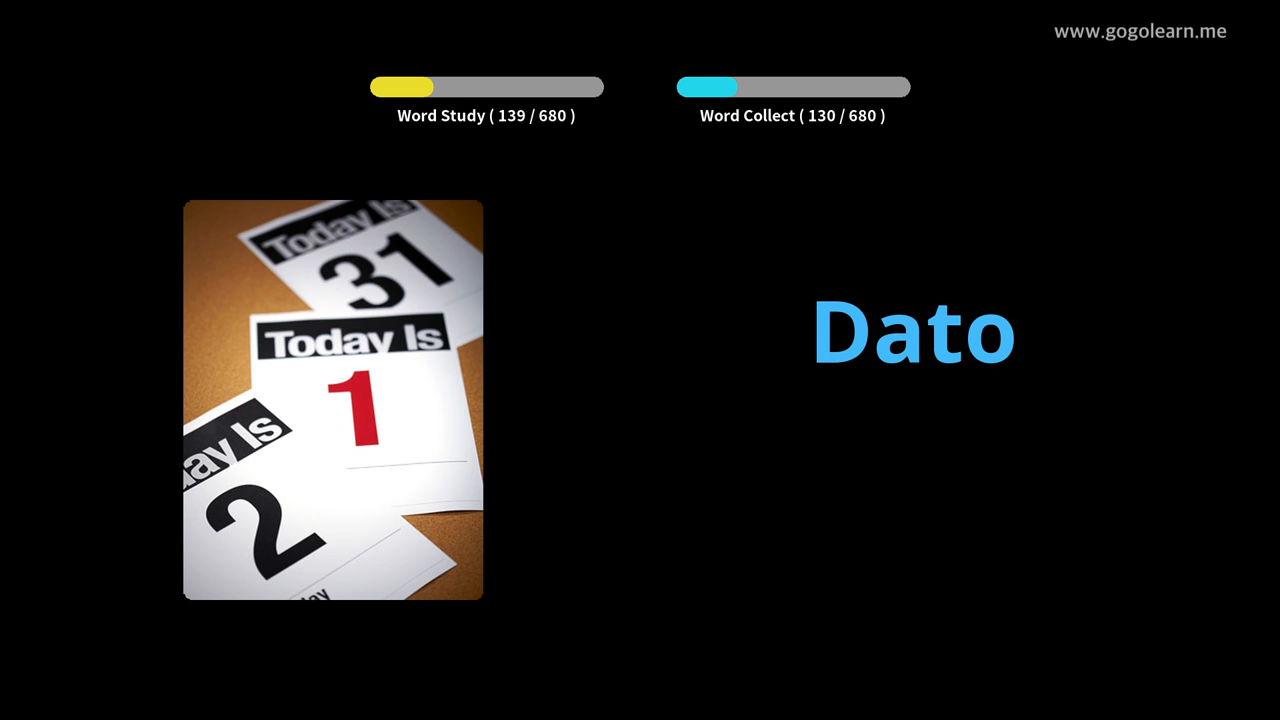 www.gogolearn.me
Word Study ( 139 / 680 )
Word Collect ( 130 / 680 )
Today Is
31
Today Is
1
ay Is
2
Dato